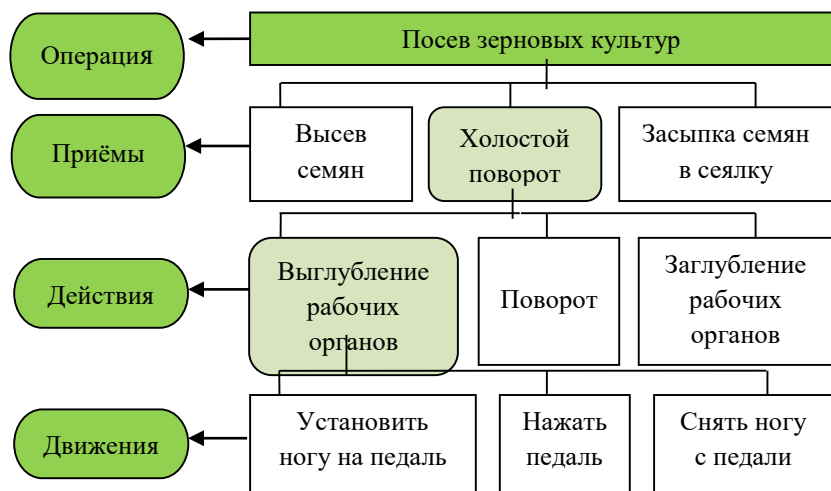 Операция
Посев зерновых культур
Приёмы
Высев
семян
Холостой
поворот
Засыпка семян
в сеялку
Действия
Выглубление
рабочих
органов
Поворот
Заглубление
рабочих
органов
Движения
Установить
ногу на педаль
Нажать
педаль
Снять ногу
с педали